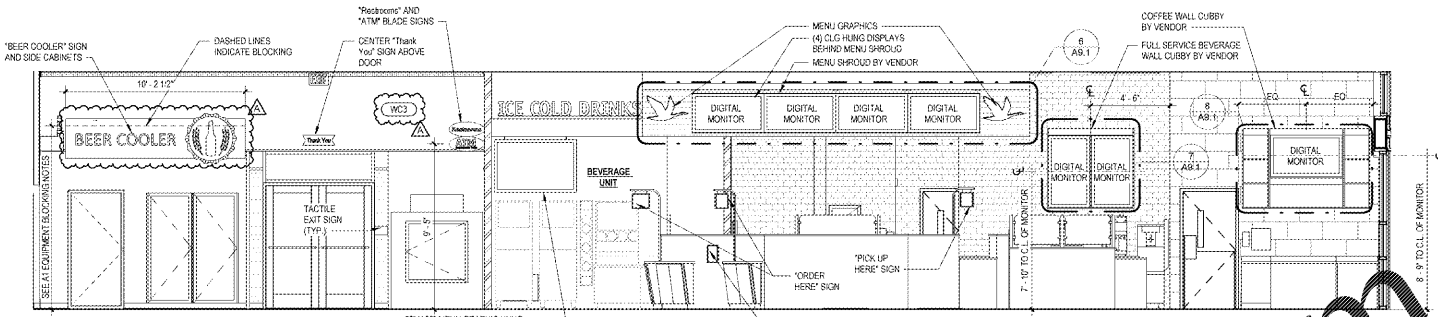 "BEER COOLER" SIGN
AND SIDE CABINETS
DASHED LINES
INDICATE BLOCKING
"Restrooms" AND
"ATM" BLADE SIGNS
CENTER "Thank
You" SIGN ABOVE
DOOR
10' - 2 1/2"
BEER COOLER
WC3
Thank You
Restrooms
ATM
SEE A1 EQUIPMENT BLOCKING NOTES
TACTILE
EXIT SIGN
(TYP.)
9' - 5"
ICE COLD DRINKS
BEVERAGE
UNIT
MENU GRAPHICS
(4) CLG HUNG DISPLAYS
BEHIND MENU SHROUD
MENU SHROUD BY VENDOR
DIGITAL
MONITOR
DIGITAL
MONITOR
DIGITAL
MONITOR
DIGITAL
MONITOR
"ORDER
HERE" SIGN
"PICK UP
HERE" SIGN
6
A9.1
COFFEE WALL CUBBY
BY VENDOR
FULL SERVICE BEVERAGE
WALL CUBBY BY VENDOR
4' - 6"
8
A9.1
EQ
EQ
DIGITAL
MONITOR
DIGITAL
MONITOR
7
A9.1
DIGITAL
MONITOR
7' - 10" TO C.L. OF MONITOR
8' - 9" TO C.L. OF MONITOR